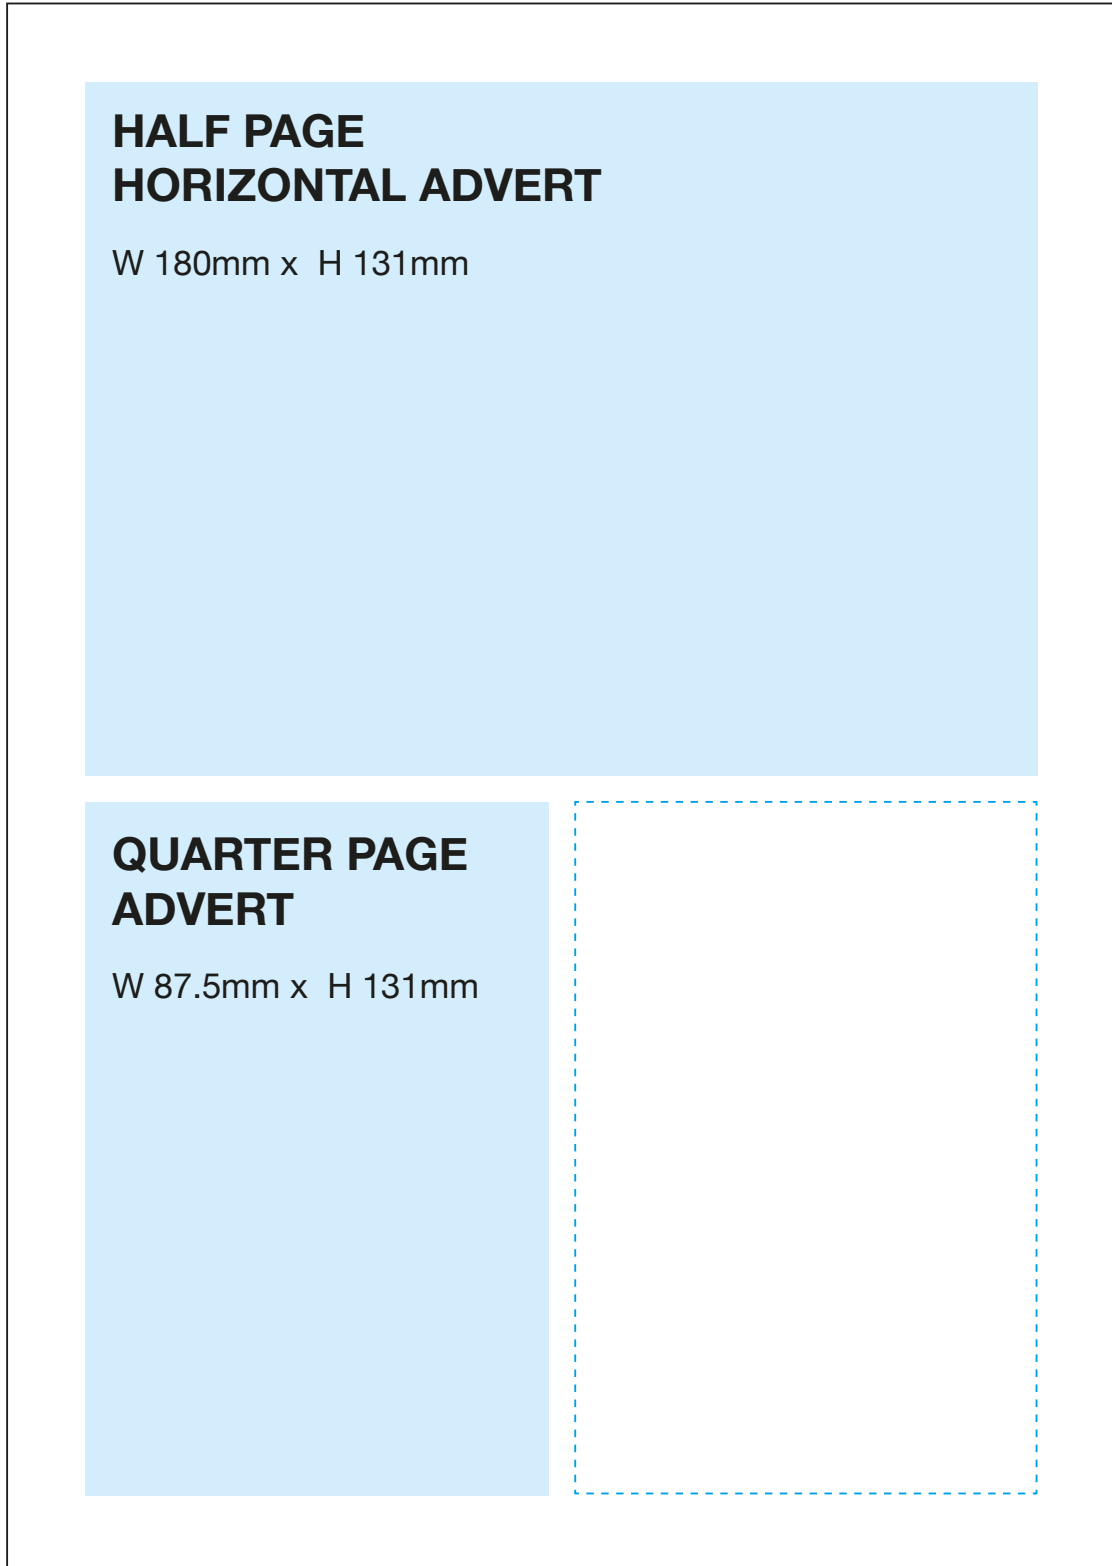 HALF PAGE
HORIZONTAL ADVERT
W 180mm x  H 131mm
QUARTER PAGE
ADVERT
W 87.5mm x  H 131mm